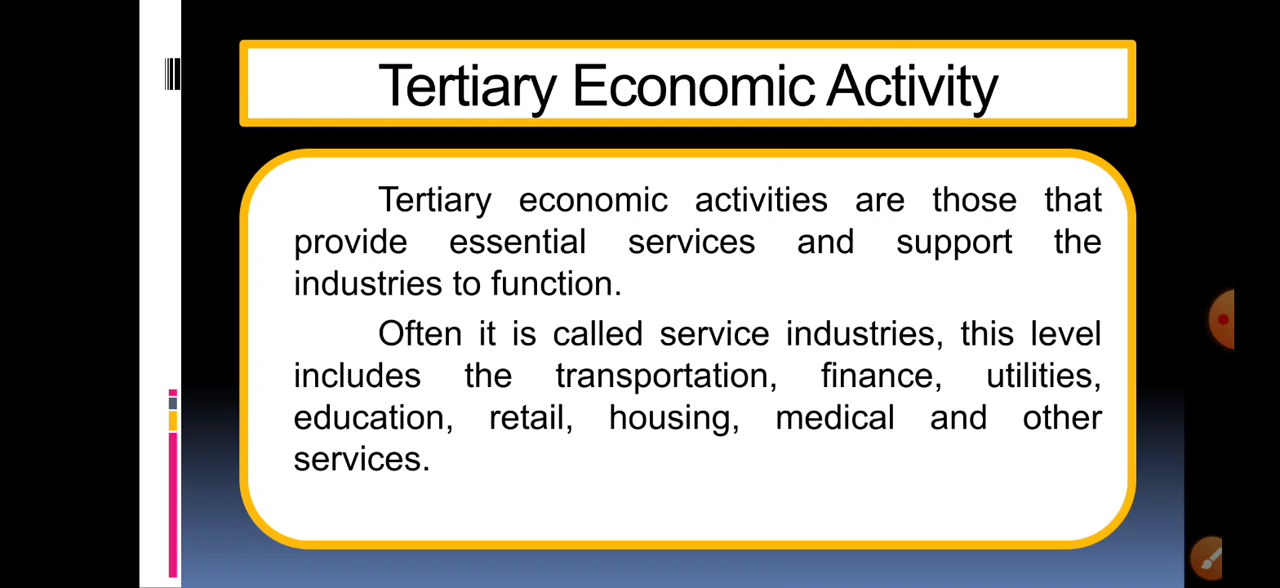 Tertiary Economic Activity
Tertiary economic activities are those that
provide essential services and support the
industries to function.
Often it is called service industries, this level
includes the transportation, finance, utilities,
education, retail, housing, medical and other
services.